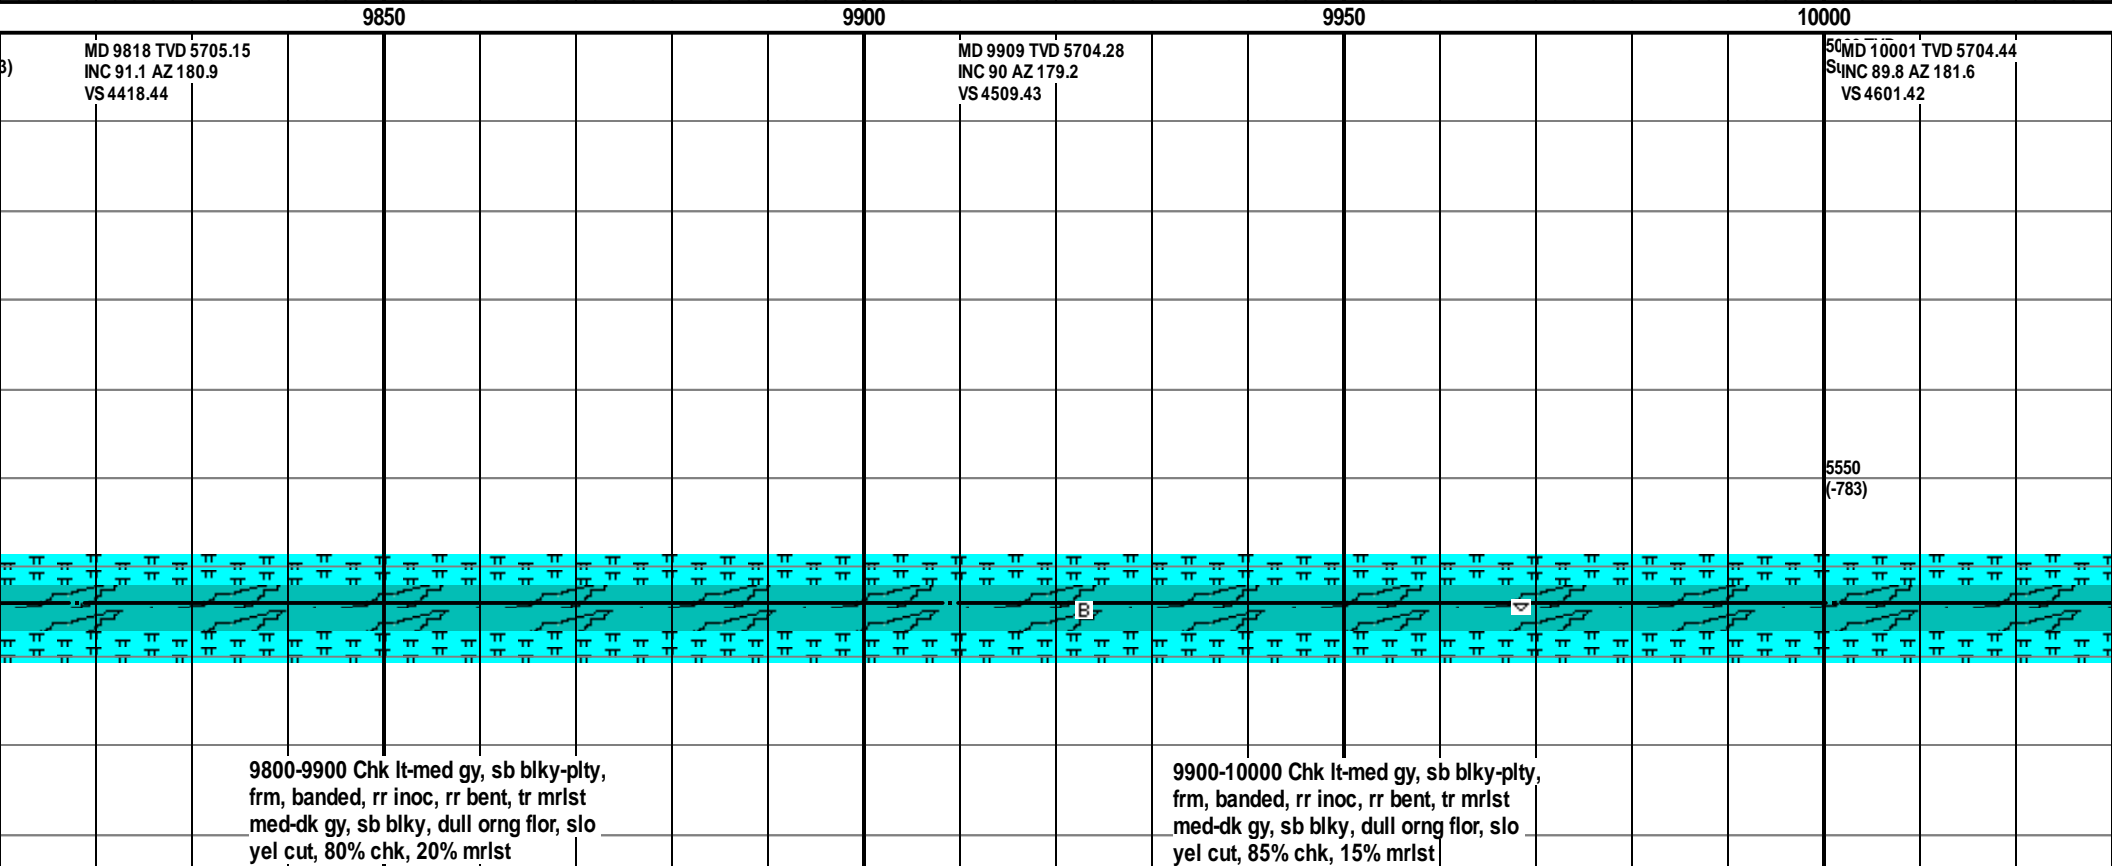 9850 9900 9950 10000
3)
MD 9818 TVD 5705.15
INC 91.1 AZ 180.9
VS 4418.44
MD 9909 TVD 5704.28
INC 90 AZ 179.2
VS 4509.43
MD 10001 TVD 5704.44
INC 89.8 AZ 181.6
VS 4601.42
5550
(-783)
B
9800-9900 Chk lt-med gy, sb blky-plty,
frm, banded, rr inoc, rr bent, tr mrlst
med-dk gy, sb blky, dull orng flor, slo
yel cut, 80% chk, 20% mrlst
9900-10000 Chk lt-med gy, sb blky-plty,
frm, banded, rr inoc, rr bent, tr mrlst
med-dk gy, sb blky, dull orng flor, slo
yel cut, 85% chk, 15% mrlst